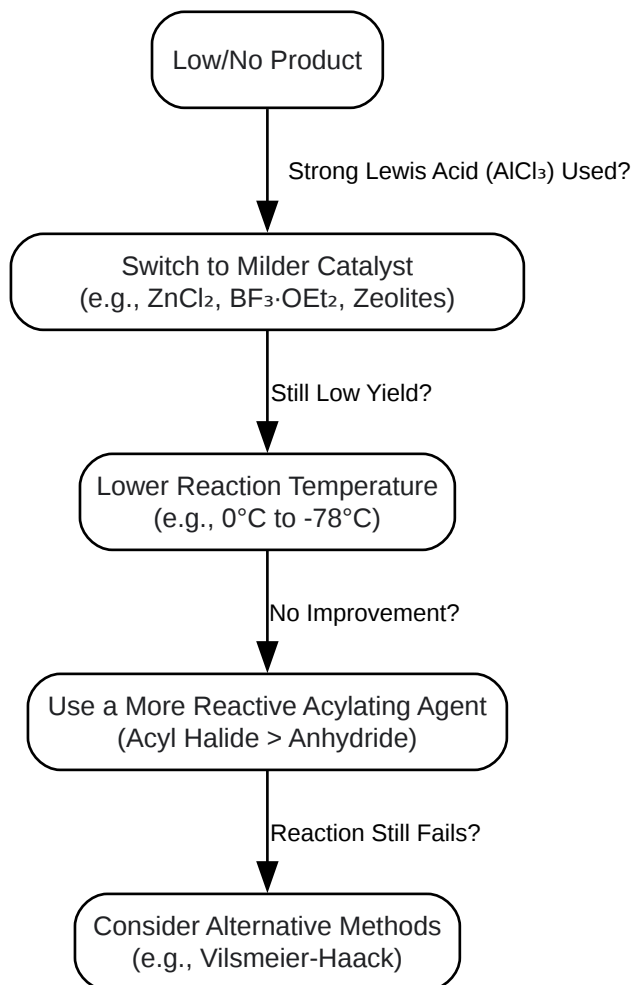 Low/No Product
Strong Lewis Acid (AlCl₃) Used?
Switch to Milder Catalyst
(e.g., ZnCl₂, BF₃·OEt₂, Zeolites)
Still Low Yield?
Lower Reaction Temperature
(e.g., 0°C to -78°C)
No Improvement?
Use a More Reactive Acylating Agent
(Acyl Halide > Anhydride)
Reaction Still Fails?
Consider Alternative Methods
(e.g., Vilsmeier-Haack)